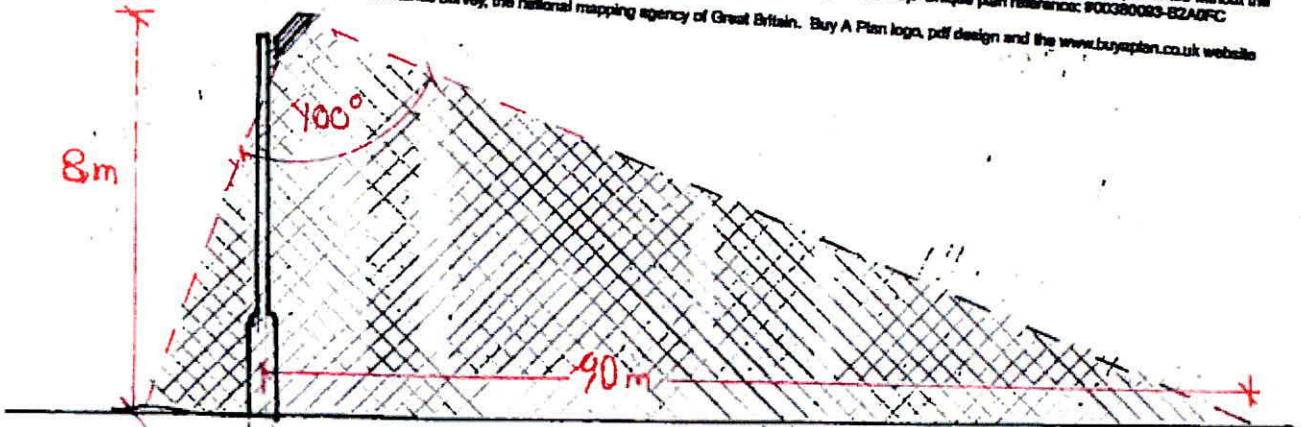 the national mapping agency of Great Britain. Buy A Plan logo, pdf design and the www.buyaplan.co.uk website
100°
8m
90m